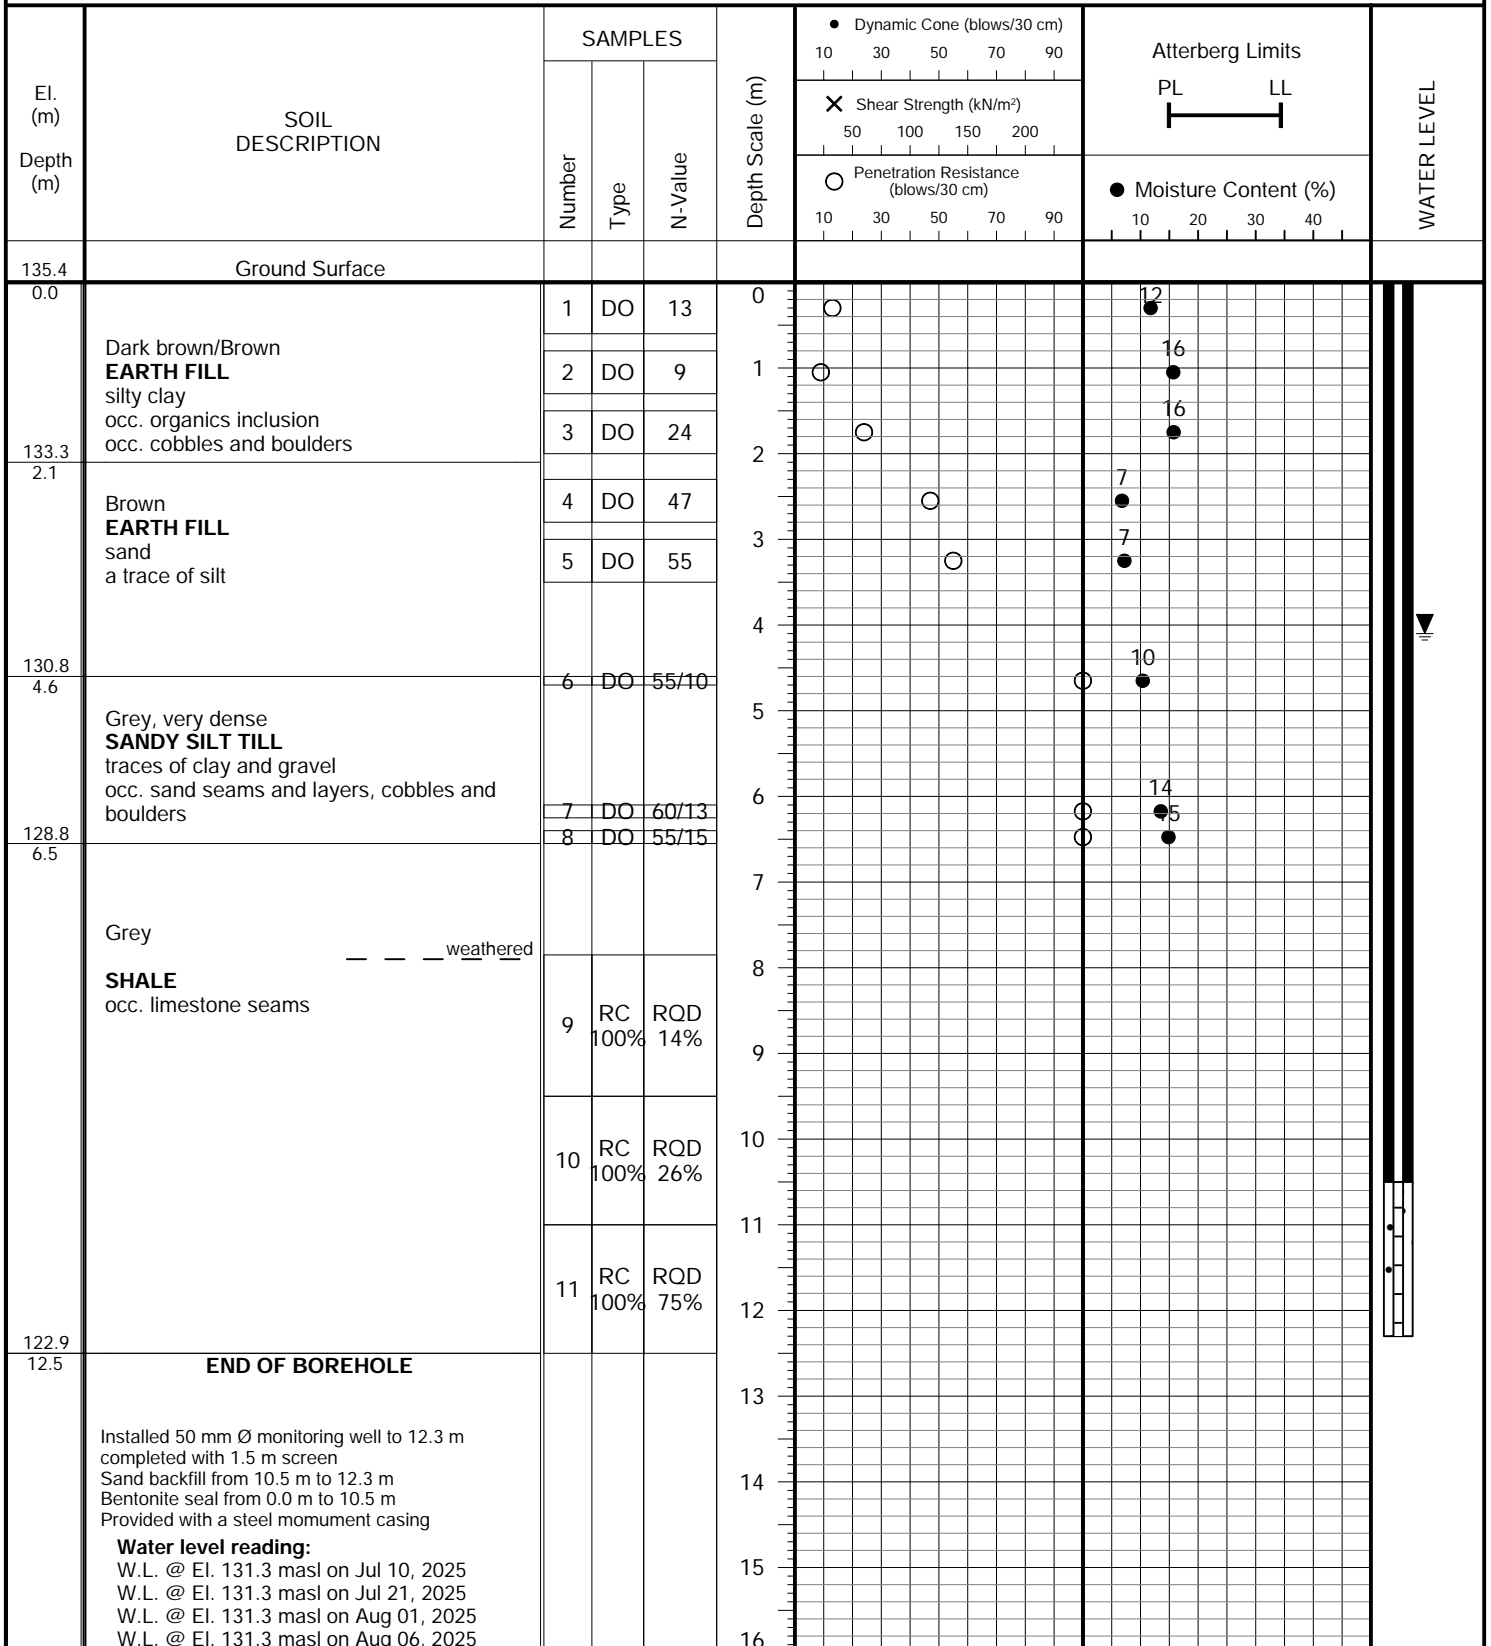 El.
(m)
Depth
(m)
SOIL
DESCRIPTION
SAMPLES
Number
Type
N-Value
Depth Scale (m)
Dynamic Cone (blows/30 cm)
10 30 50 70 90
Shear Strength (kN/m²)
50 100 150 200
Penetration Resistance
(blows/30 cm)
10 30 50 70 90
Atterberg Limits
PL LL
Moisture Content (%)
10 20 30 40
WATER LEVEL
135.4 Ground Surface
0.0
Dark brown/Brown
EARTH FILL
silty clay
occ. organics inclusion
occ. cobbles and boulders
133.3
2.1
Brown
EARTH FILL
sand
a trace of silt
130.8
4.6
Grey, very dense
SANDY SILT TILL
traces of clay and gravel
occ. sand seams and layers, cobbles and
boulders
128.8
6.5
Grey
weathered
SHALE
occ. limestone seams
122.9
12.5
END OF BOREHOLE
Installed 50 mm Ø monitoring well to 12.3 m
completed with 1.5 m screen
Sand backfill from 10.5 m to 12.3 m
Bentonite seal from 0.0 m to 10.5 m
Provided with a steel momument casing
Water level reading:
W.L. @ El. 131.3 masl on Jul 10, 2025
W.L. @ El. 131.3 masl on Jul 21, 2025
W.L. @ El. 131.3 masl on Aug 01, 2025
W.L. @ El. 131.3 masl on Aug 06, 2025
1 DO 13
2 DO 9
3 DO 24
4 DO 47
5 DO 55
6 DO 55/10
7 DO 60/13
8 DO 55/15
9 RC 100% RQD 14%
10 RC 100% RQD 26%
11 RC 100% RQD 75%
0
1
2
3
4
5
6
7
8
9
10
11
12
13
14
15
16
12
16
16
7
7
10
14
15